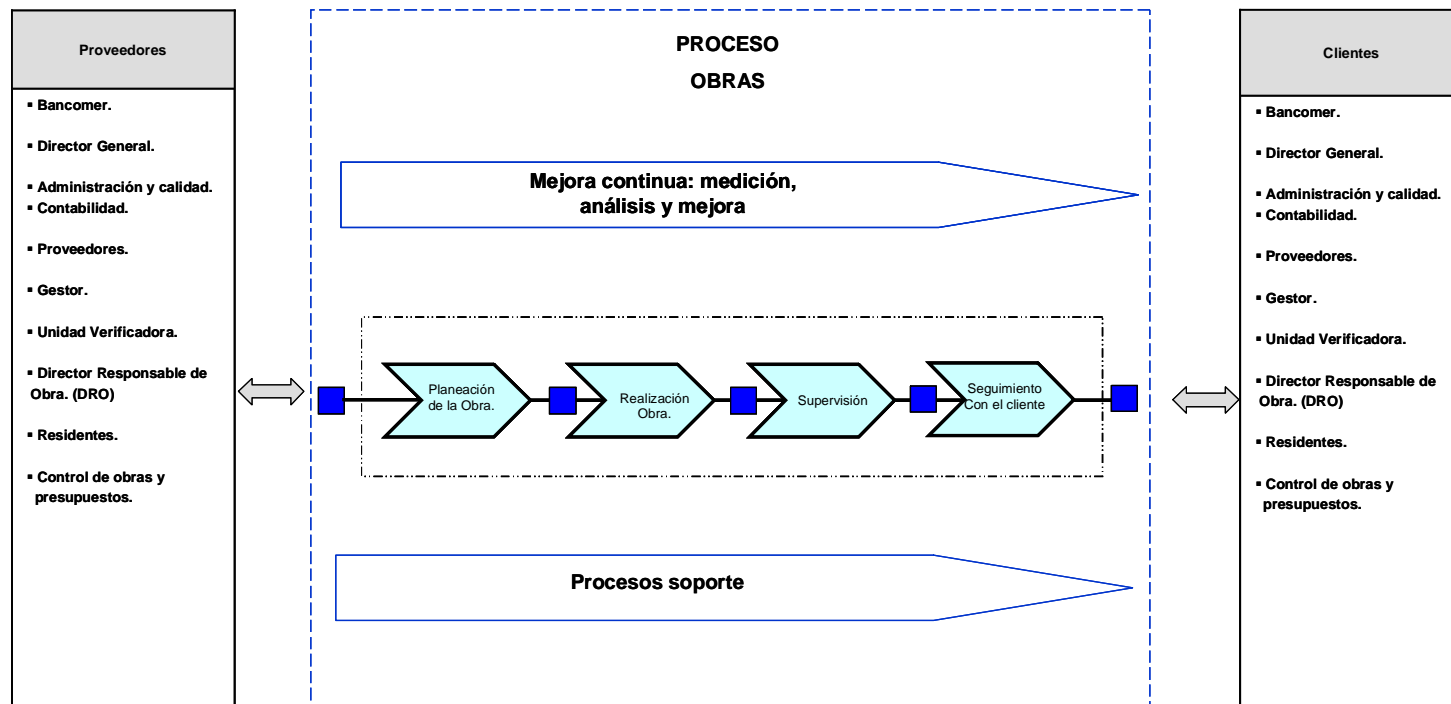 Proveedores
▪ Bancomer.
▪ Director General.
▪ Administración y calidad.
▪ Contabilidad.
▪ Proveedores.
▪ Gestor.
▪ Unidad Verificadora.
▪ Director Responsable de
Obra. (DRO)
▪ Residentes.
▪ Control de obras y
presupuestos.
PROCESO
OBRAS
Mejora continua: medición,
análisis y mejora
Planeación
de la Obra.
Realización
Obra.
Supervisión
Seguimiento
Con el cliente
Procesos soporte
Clientes
▪ Bancomer.
▪ Director General.
▪ Administración y calidad.
▪ Contabilidad.
▪ Proveedores.
▪ Gestor.
▪ Unidad Verificadora.
▪ Director Responsable de
Obra. (DRO)
▪ Residentes.
▪ Control de obras y
presupuestos.